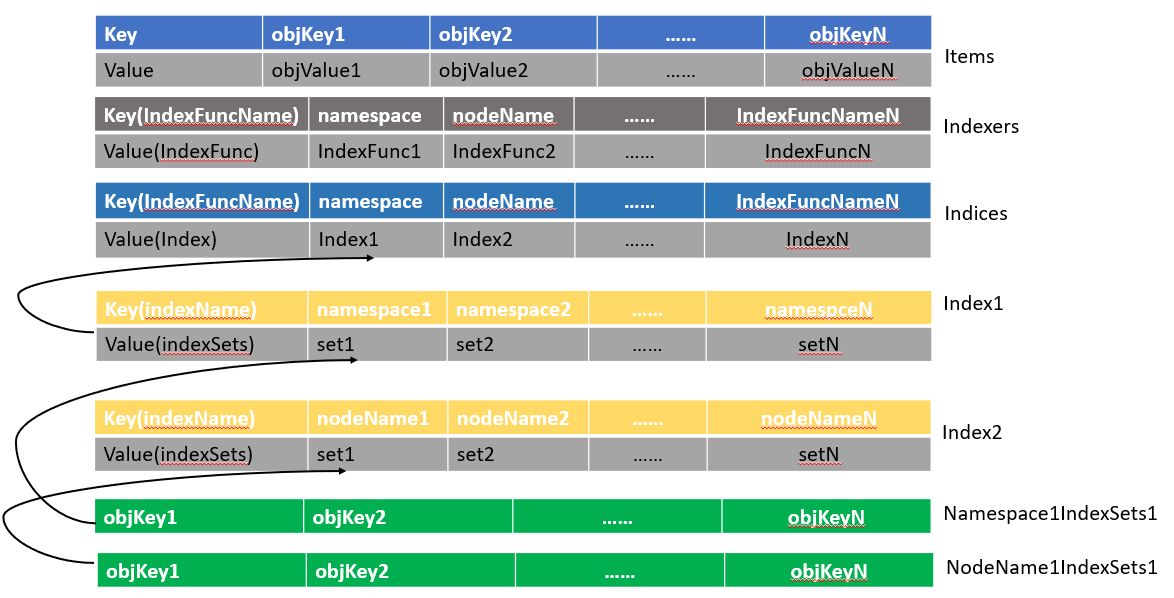 Key objKey1 objKey2 …… objKeyN
Value objValue1 objValue2 …… objValueN
Items
Key(IndexFuncName) namespace nodeName …… IndexFuncNameN
Value(IndexFunc) IndexFunc1 IndexFunc2 …… IndexFuncN
Indexers
Key(IndexFuncName) namespace nodeName …… IndexFuncNameN
Value(Index) Index1 Index2 …… IndexN
Indices
Key(indexName) namespace1 namespace2 …… namespceN
Value(indexSets) set1 set2 …… setN
Index1
Key(indexName) nodeName1 nodeName2 …… nodeNameN
Value(indexSets) set1 set2 …… setN
Index2
objKey1 objKey2 …… objKeyN
Namespace1IndexSets1
objKey1 objKey2 …… objKeyN
NodeName1IndexSets1